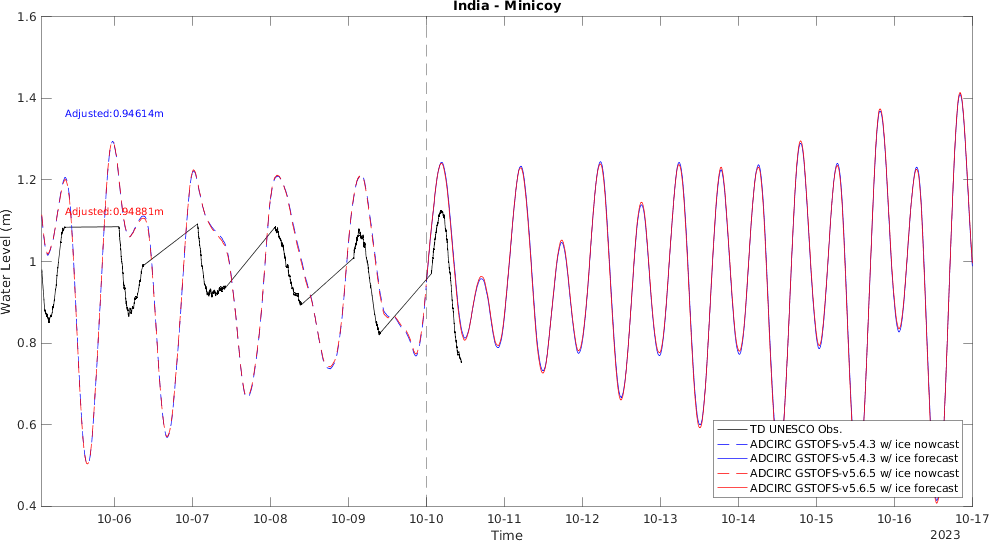 India - Minicoy
1.6
1.4
1.2
1
0.8
0.6
0.4
Water Level (m)
Adjusted:0.94614m
Adjusted:0.94881m
TD UNESCO Obs.
ADCIRC GSTOFS-v5.4.3 w/ ice nowcast
ADCIRC GSTOFS-v5.4.3 w/ ice forecast
ADCIRC GSTOFS-v5.6.5 w/ ice nowcast
ADCIRC GSTOFS-v5.6.5 w/ ice forecast
10-06 10-07 10-08 10-09 10-10 10-11 10-12 10-13 10-14 10-15 10-16 10-17
Time
2023